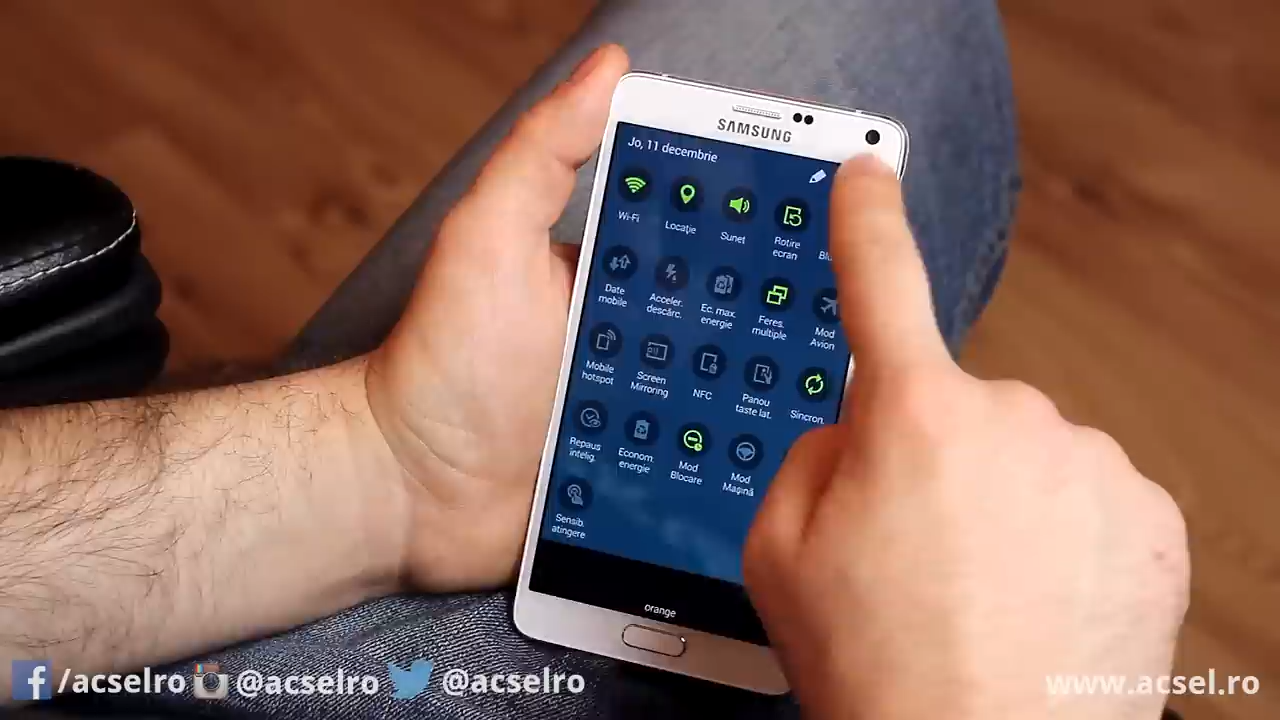 SAMSUNG
Jo, 11 decembrie
Wi-Fi
Locație
Sunet
Rotire
ecran
Date
mobile
Acceler.
descărc.
Ec. max.
energie
Feres.
multiple
Mod
Avion
Mobile
hotspot
Screen
Mirroring
NFC
Panou
taste lat.
Sincron.
Repaus
intelig.
Econom.
energie
Mod
Blocare
Mod
Mașină
Sensib.
atingere
orange
/acselro @acselro @acselro
www.acsel.ro